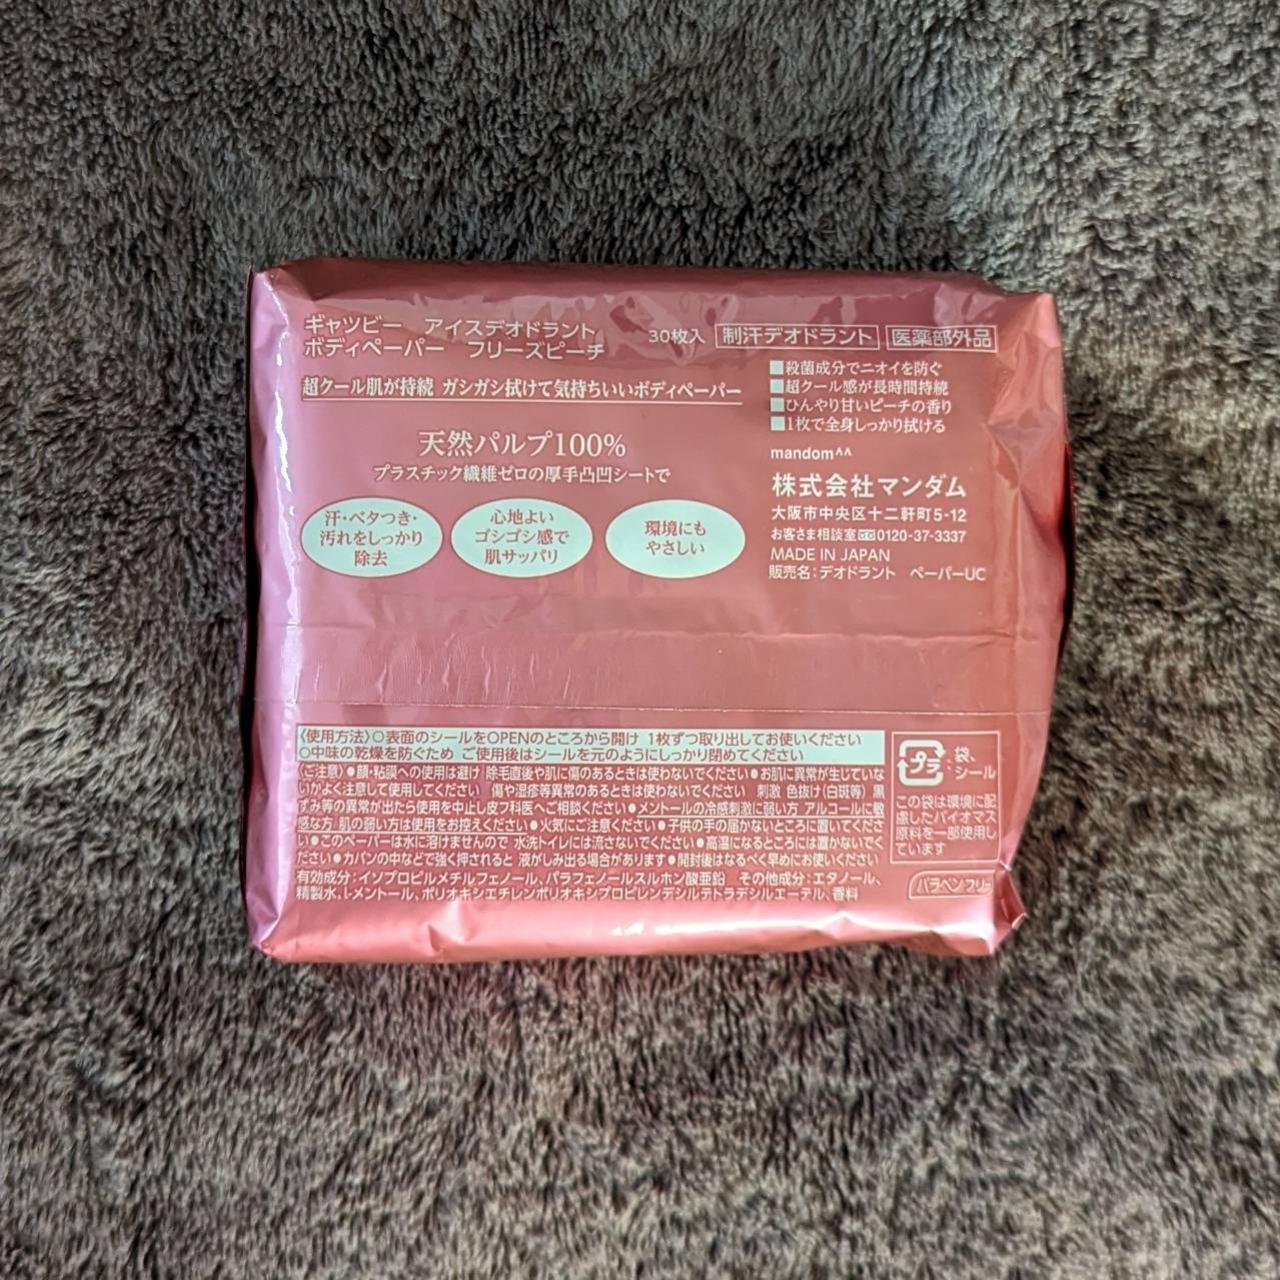 ギャツビー　アイスデオドラント
ボディペーパー　フリーズピーチ
30枚入 制汗デオドラント 医薬部外品
超クール肌が持続 ガシガシ拭けて気持ちいいボディペーパー
天然パルプ100%
プラスチック繊維ゼロの厚手凸凹シートで
汗・ベタつき・
汚れをしっかり
除去
心地よい
ゴシゴシ感で
肌サッパリ
環境にも
やさしい
■殺菌成分でニオイを防ぐ
■超クール感が長時間持続
■ひんやり甘いピーチの香り
■1枚で全身しっかり拭ける
mandom^^
株式会社マンダム
大阪市中央区十二軒町5-12
お客さま相談室 0120-37-3337
MADE IN JAPAN
販売名：デオドラント　ペーパーUC
〈使用方法〉○表面のシールをOPENのところから開け 1枚ずつ取り出してお使いください
○中味の乾燥を防ぐため ご使用後はシールを元のようにしっかり閉めてください
〈ご注意〉●顔・粘膜への使用は避け 除毛直後や肌に傷のあるときは使わないでください●お肌に異常が生じていな
いかよく注意して使用してください　傷や湿疹等異常のあるときは使わないでください　刺激 色抜け(白斑等) 黒
ずみ等の異常が出たら使用を中止し皮フ科医へご相談ください●メントールの冷感刺激に弱い方 アルコールに敏
感な方 肌の弱い方は使用をお控えください●火気にご注意ください●子供の手の届かないところに置いてくださ
い●このペーパーは水に溶けませんので 水洗トイレには流さないでください●高温になるところには置かないでく
ださい●カバンの中などで強く押されると 液がしみ出る場合があります●開封後はなるべく早めにお使いください
有効成分：イソプロピルメチルフェノール、パラフェノールスルホン酸亜鉛　その他成分：エタノール、
精製水、l-メントール、ポリオキシエチレンポリオキシプロピレンデシルテトラデシルエーテル、香料
プラ
：袋、
シール
この袋は環境に配
慮したバイオマス
原料を一部使用し
ています
パラベンフリー